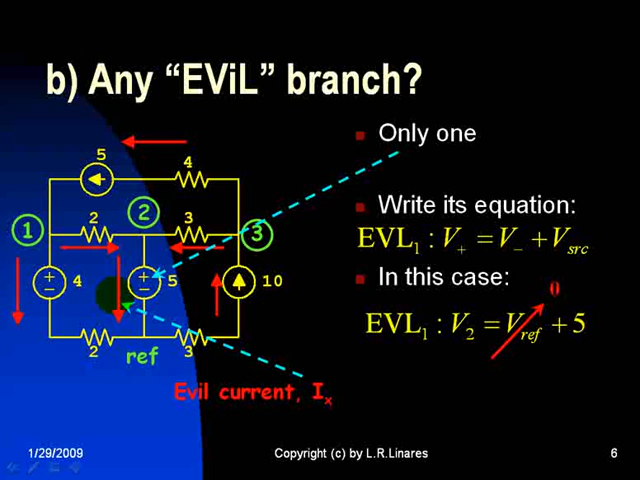 b) Any “EViL” branch?
Only one
Write its equation:
EVL₁ : V₊ = V₋ + Vsrc
In this case:
0
EVL₁ : V₂ = Vref + 5
5
4
1
2
2
3
3
+
−
4
+
−
5
10
2
ref
3
Evil current, Iₓ
1/29/2009
Copyright (c) by L.R.Linares
6